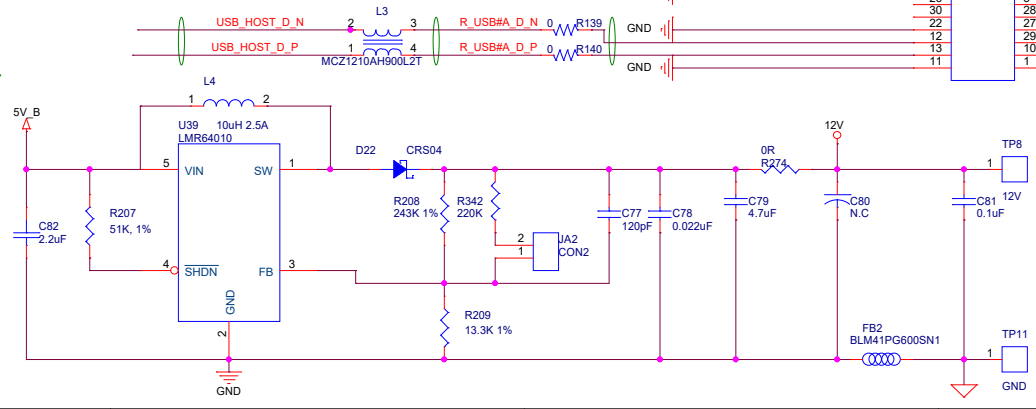 L3
USB_HOST_D_N 2 3 R_USB#A_D_N 0 R139
USB_HOST_D_P 1 4 R_USB#A_D_P 0 R140
MCZ1210AH900L2T
GND
GND
30
22
12
13
11
28
27
29
10
1
L4
1 2
10uH 2.5A
5V_B
U39
LMR64010
5 VIN
SW 1
4 SHDN
FB 3
GND
2
GND
C82
2.2uF
R207
51K, 1%
D22 CRS04
R208
243K 1%
R342
220K
2
1
JA2
CON2
R209
13.3K 1%
C77
120pF
C78
0.022uF
C79
4.7uF
0R
R274
12V
C80
N.C
FB2
BLM41PG600SN1
C81
0.1uF
TP8
1
12V
TP11
1
GND